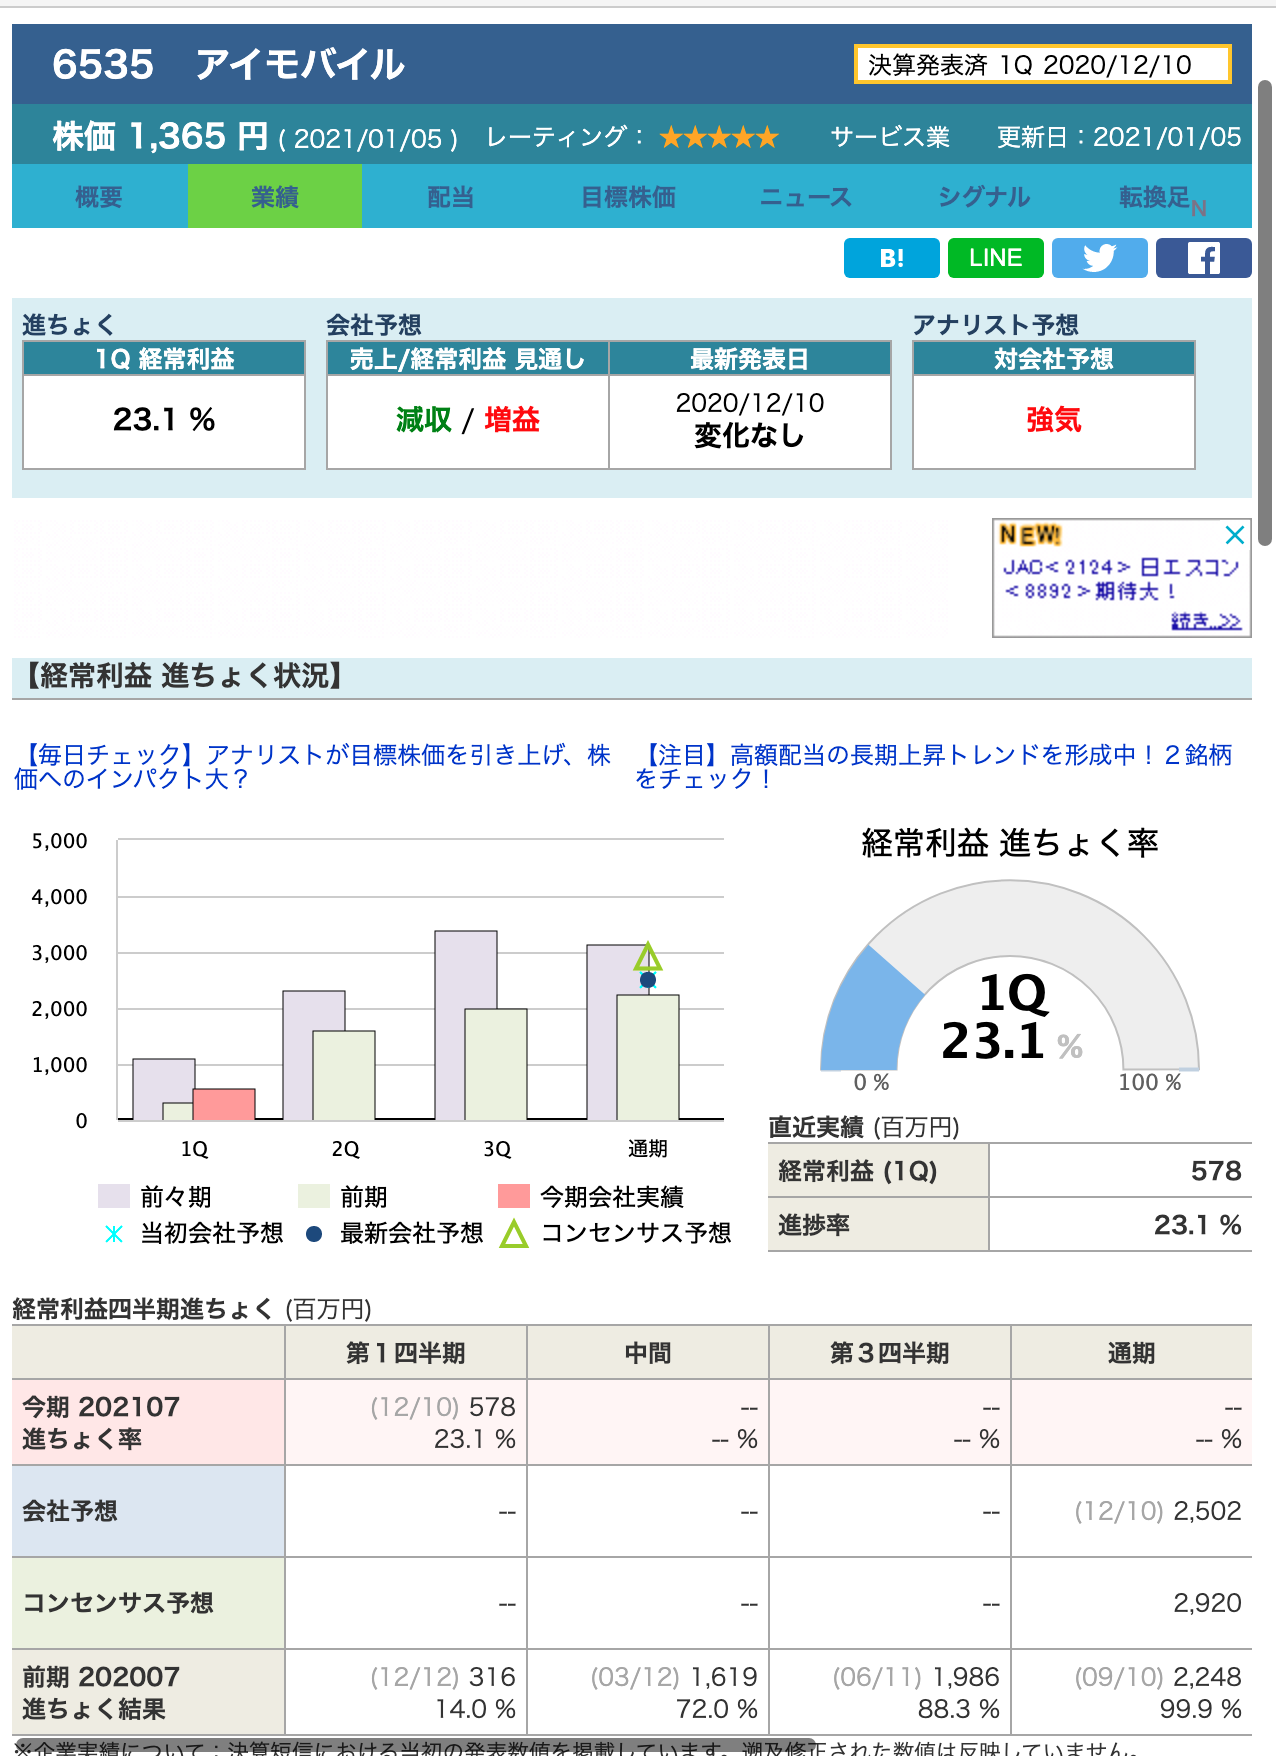 6535 アイモバイル
決算発表済 1Q 2020/12/10
株価 1,365 円 ( 2021/01/05 ) レーティング： ★★★★★ サービス業 更新日：2021/01/05
概要 業績 配当 目標株価 ニュース シグナル 転換足N
B! LINE
進ちょく 会社予想 アナリスト予想
1Q 経常利益 売上/経常利益 見通し 最新発表日 対会社予想
23.1 % 減収 / 増益 2020/12/10 強気
変化なし
NEW!
JAC<2124> 日エスコン
<8892>期待大！
続き..>>
【経常利益 進ちょく状況】
【毎日チェック】アナリストが目標株価を引き上げ、株
価へのインパクト大？
【注目】高額配当の長期上昇トレンドを形成中！２銘柄
をチェック！
5,000
4,000
3,000
2,000
1,000
0
1Q 2Q 3Q 通期
前々期 前期 今期会社実績
当初会社予想 最新会社予想 コンセンサス予想
経常利益 進ちょく率
1Q
23.1 %
0 % 100 %
直近実績 (百万円)
経常利益 (1Q) 578
進捗率 23.1 %
経常利益四半期進ちょく (百万円)
第１四半期 中間 第３四半期 通期
今期 202107 (12/10) 578 -- -- --
進ちょく率 23.1 % -- % -- % -- %
会社予想 -- -- -- (12/10) 2,502
コンセンサス予想 -- -- -- 2,920
前期 202007 (12/12) 316 (03/12) 1,619 (06/11) 1,986 (09/10) 2,248
進ちょく結果 14.0 % 72.0 % 88.3 % 99.9 %
※企業実績について：決算短信における当初の発表数値を掲載しています。遡及修正された数値は反映していません。